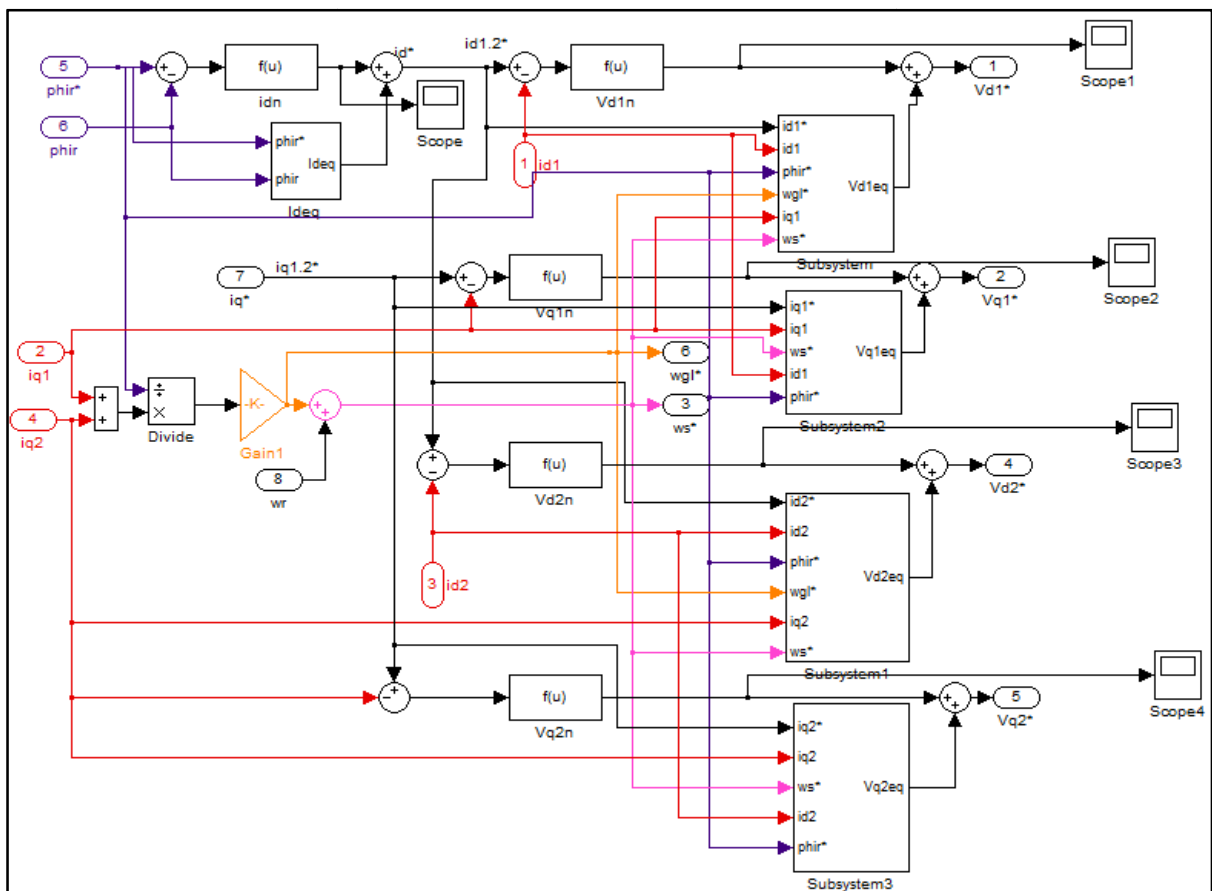 id*
id1.2*
5
phir*
f(u)
idn
f(u)
Vd1n
Scope1
1
Vd1*
6
phir
phir*
phir
Ideq
Ideq
Scope
1
id1
id1*
id1
phir*
wgl*
iq1
ws*
Vd1eq
Subsystem
7
iq*
iq1.2*
f(u)
Vq1n
2
Vq1*
Scope2
iq1*
iq1
ws*
id1
phir*
Vq1eq
Subsystem2
2
iq1
4
iq2
Divide
-K-
Gain1
8
wr
6
wgl*
3
ws*
f(u)
Vd2n
4
Vd2*
Scope3
3
id2
id2*
id2
phir*
wgl*
iq2
ws*
Vd2eq
Subsystem1
f(u)
Vq2n
5
Vq2*
Scope4
iq2*
iq2
ws*
id2
phir*
Vq2eq
Subsystem3